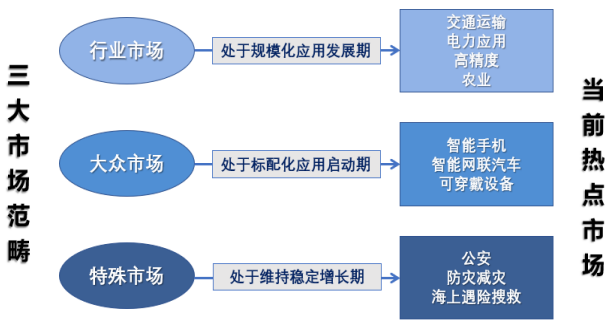 三大市场范畴
行业市场
处于规模化应用发展期
交通运输
电力应用
高精度
农业
大众市场
处于标配化应用启动期
智能手机
智能网联汽车
可穿戴设备
特殊市场
处于维持稳定增长期
公安
防灾减灾
海上遇险搜救
当前热点市场